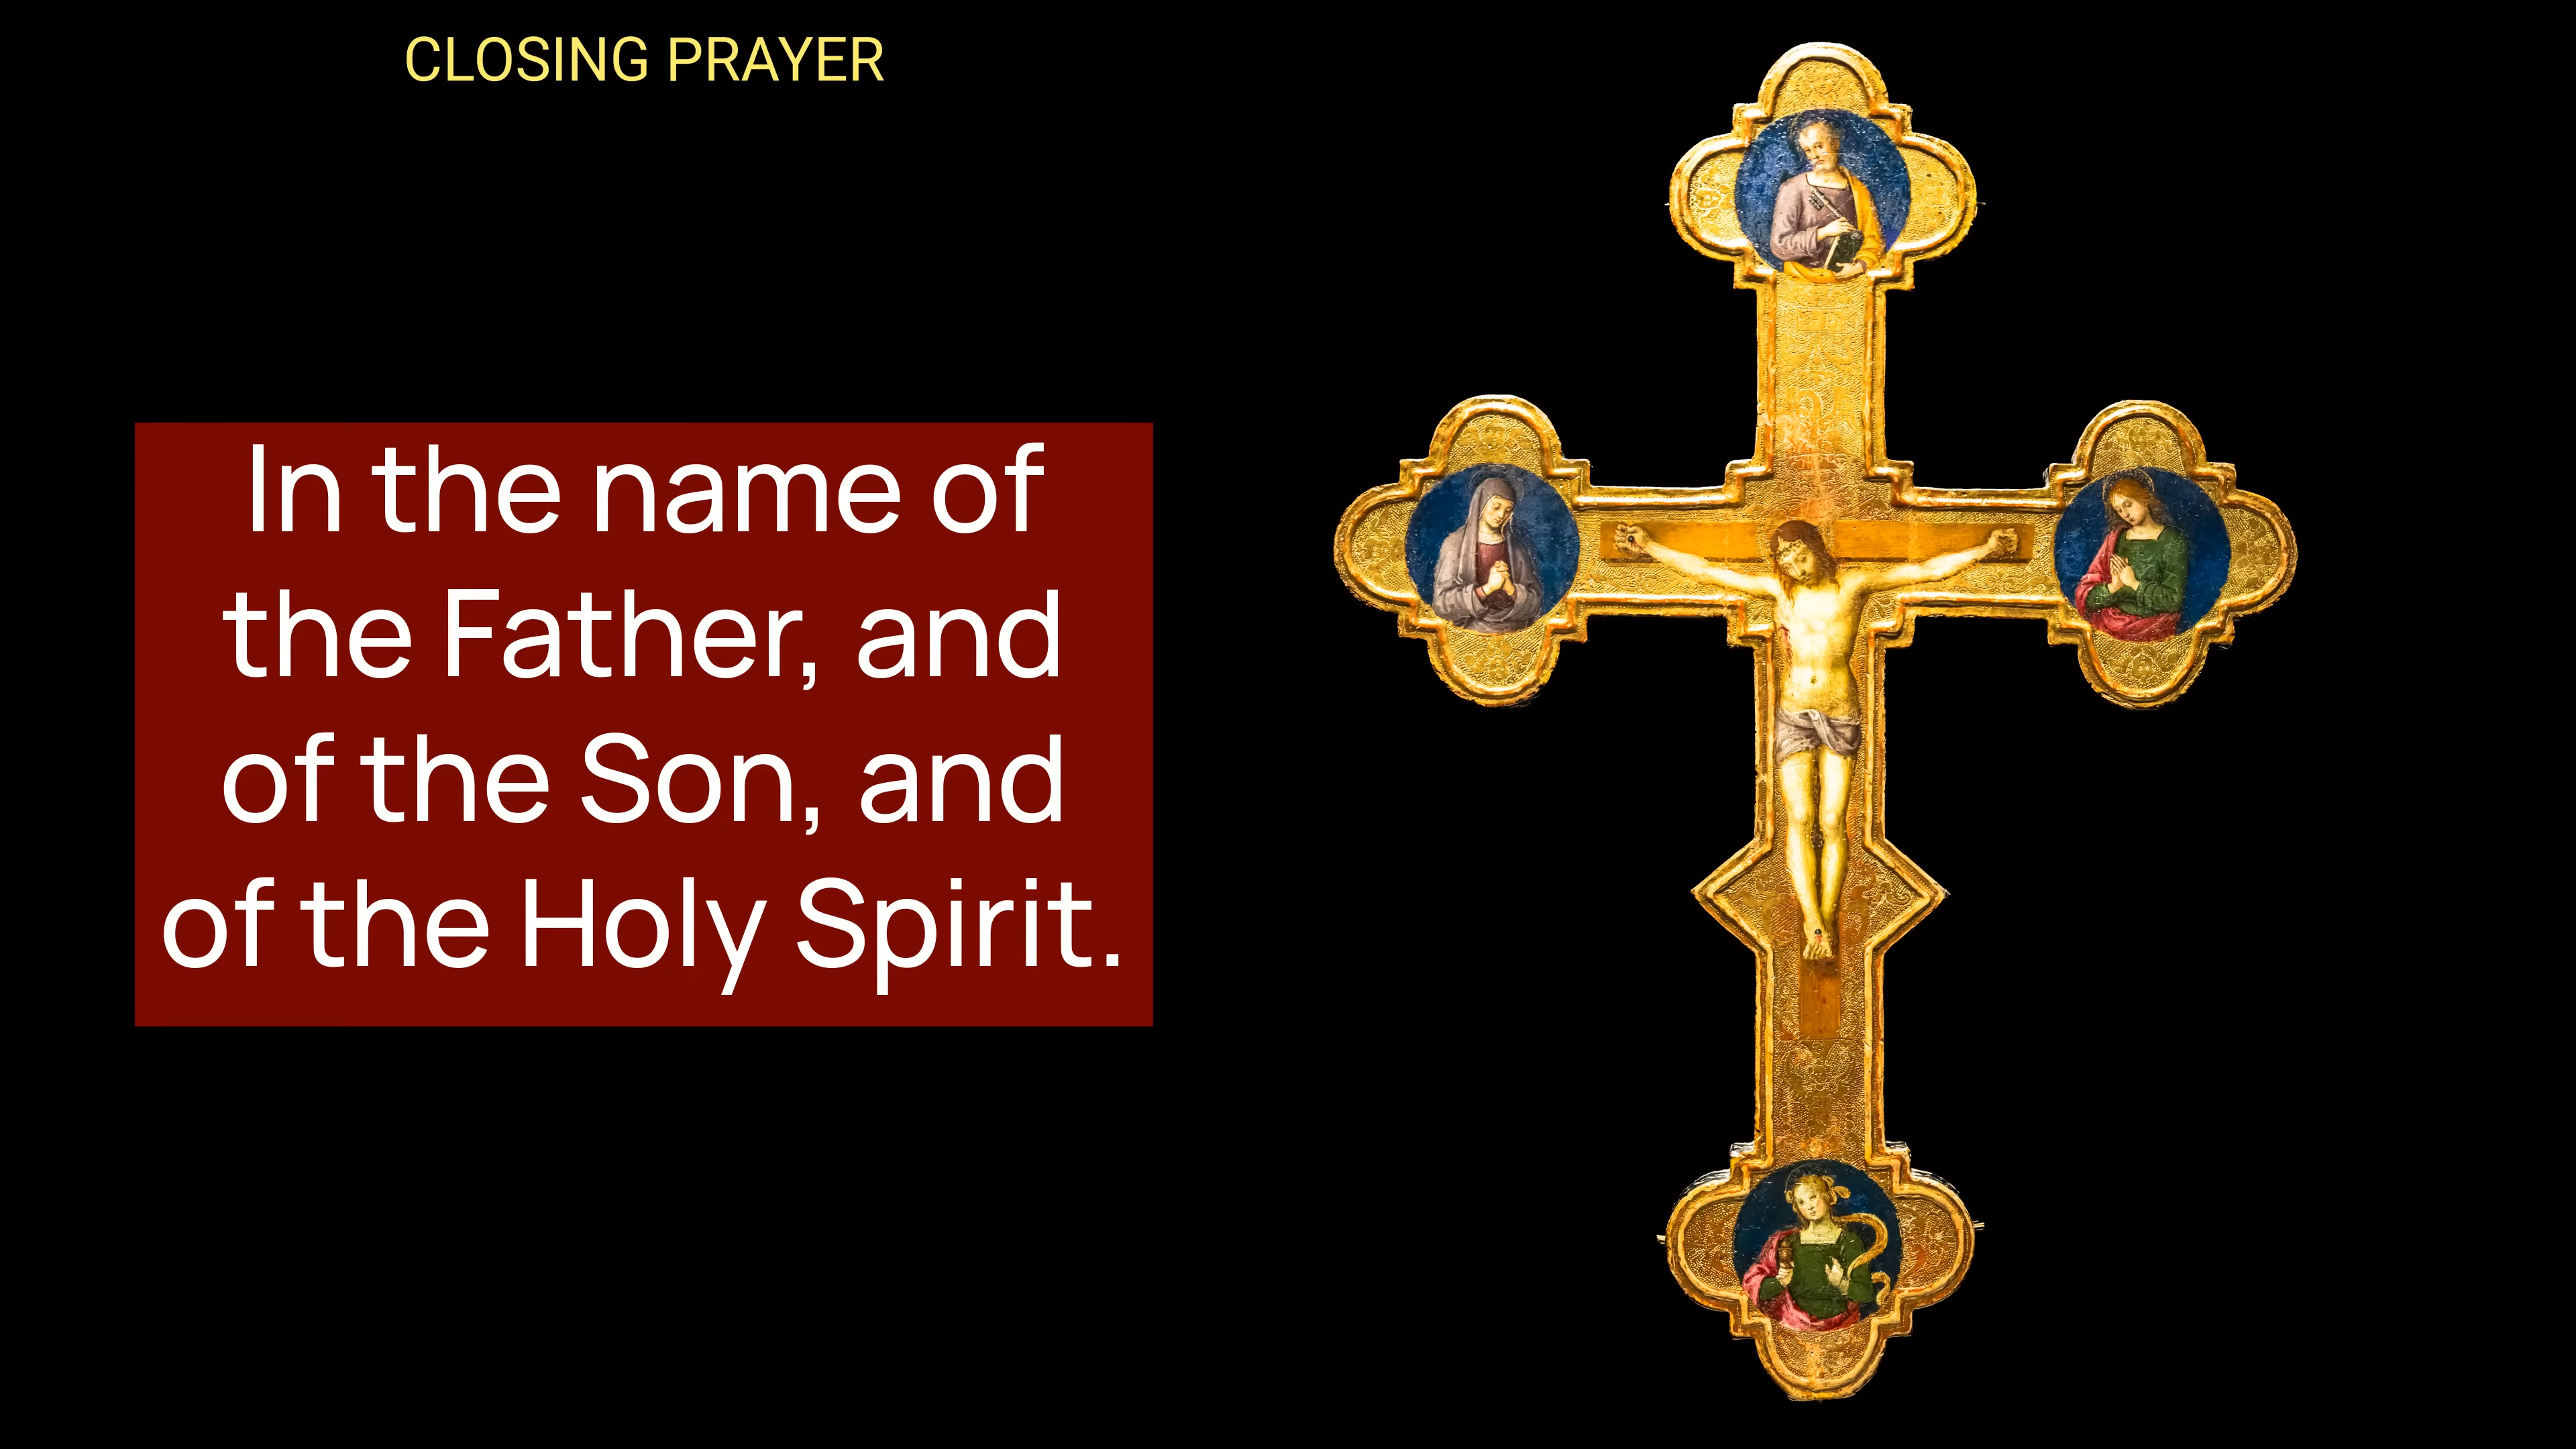 CLOSING PRAYER
In the name of
the Father, and
of the Son, and
of the Holy Spirit.